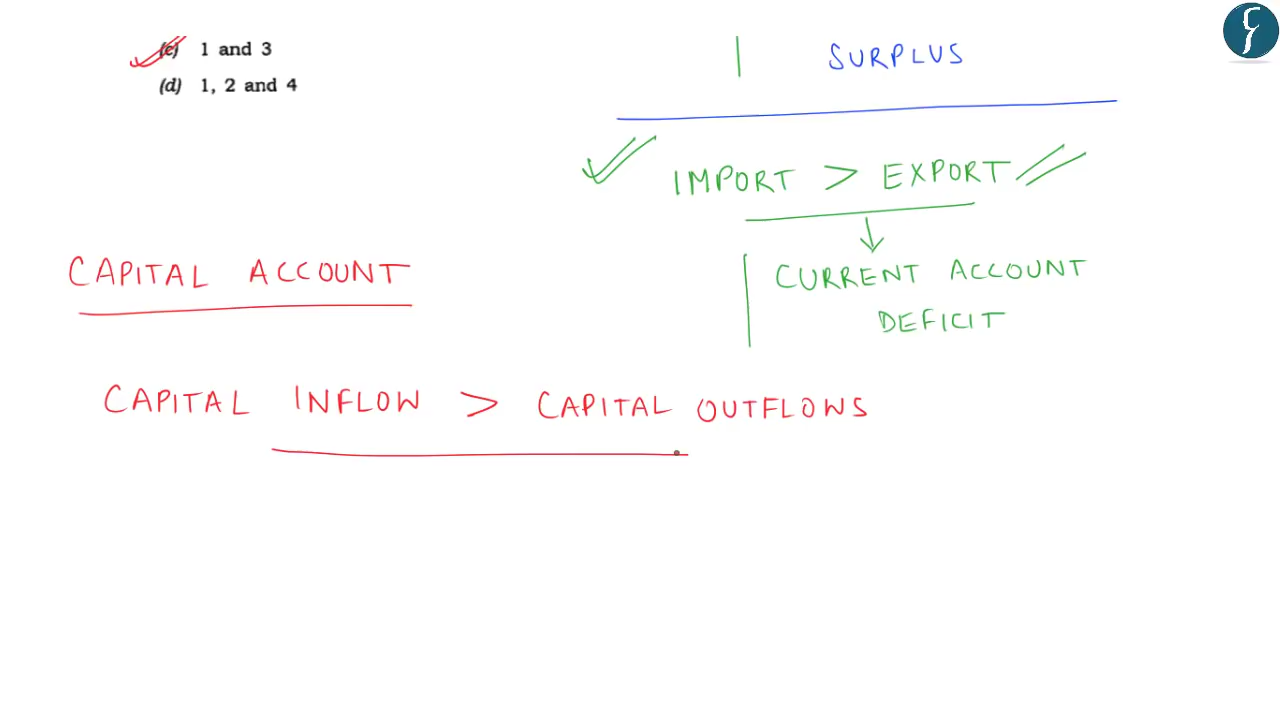 (c) 1 and 3
(d) 1, 2 and 4
SURPLUS
IMPORT > EXPORT
CURRENT ACCOUNT
DEFICIT
CAPITAL ACCOUNT
CAPITAL INFLOW > CAPITAL OUTFLOWS